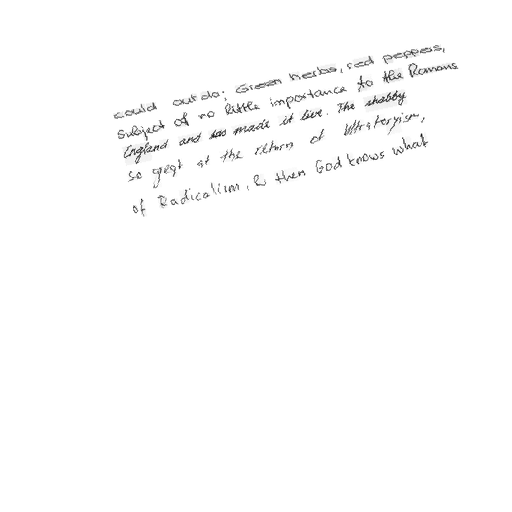 could outdo; Green herbs, red peppers,
subject of no little importance to the Romans
England and has made it live. The shabby
so great at the return of Ultratoryism,
of Radicalism, & then God knows what